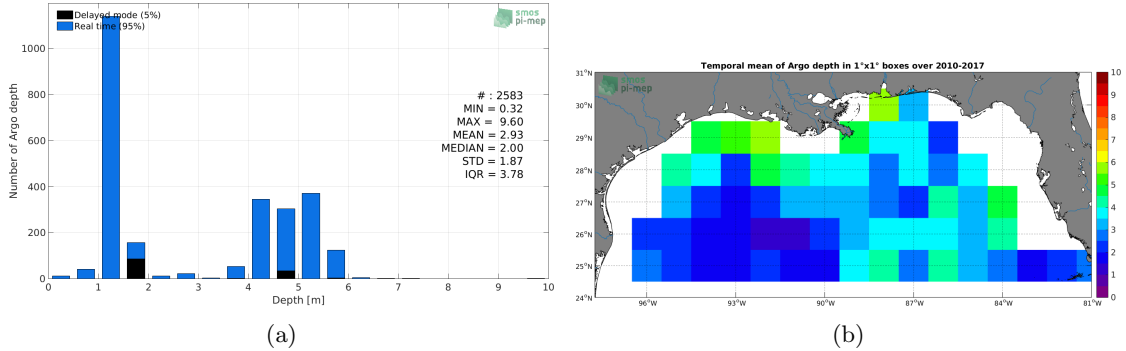 Delayed mode (5%)
Real time (95%)
smos
pi-mep
Number of Argo depth
1000
800
600
400
200
0
# : 2583
MIN = 0.32
MAX = 9.60
MEAN = 2.93
MEDIAN = 2.00
STD = 1.87
IQR = 3.78
0 1 2 3 4 5 6 7 8 9 10
Depth [m]
(a)
Temporal mean of Argo depth in 1°x1° boxes over 2010-2017
smos
pi-mep
31°N
30°N
29°N
28°N
27°N
26°N
25°N
24°N
96°W 93°W 90°W 87°W 84°W 81°W
10
9
8
7
6
5
4
3
2
1
0
(b)